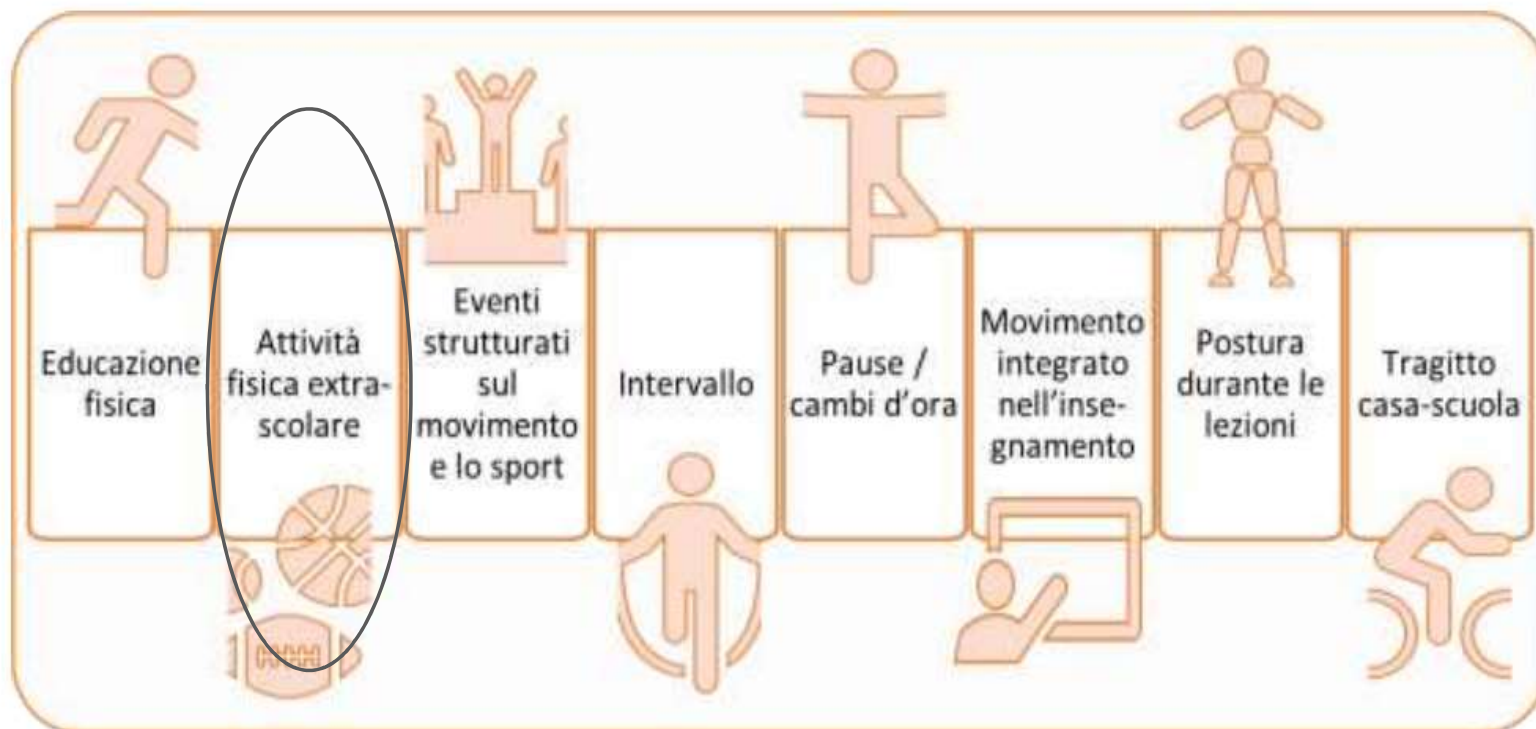 Educazione
fisica
Attività
fisica extra-
scolare
Eventi
strutturati
sul
movimento
e lo sport
Intervallo
Pause /
cambi d'ora
Movimento
integrato
nell'inse-
gnamento
Postura
durante le
lezioni
Tragitto
casa-scuola